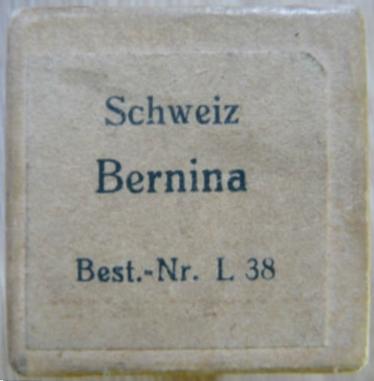 Schweiz
Bernina
Best.-Nr. L 38